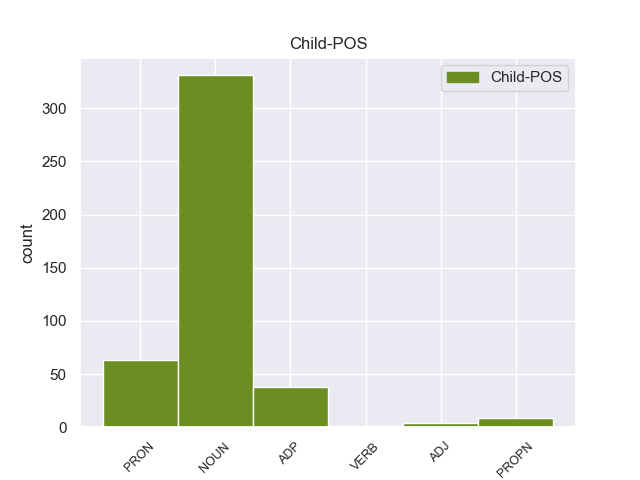 Child-POS
Child-POS
300
250
200
150
100
50
0
count
PRON
NOUN
ADP
VERB
ADJ
PROPN